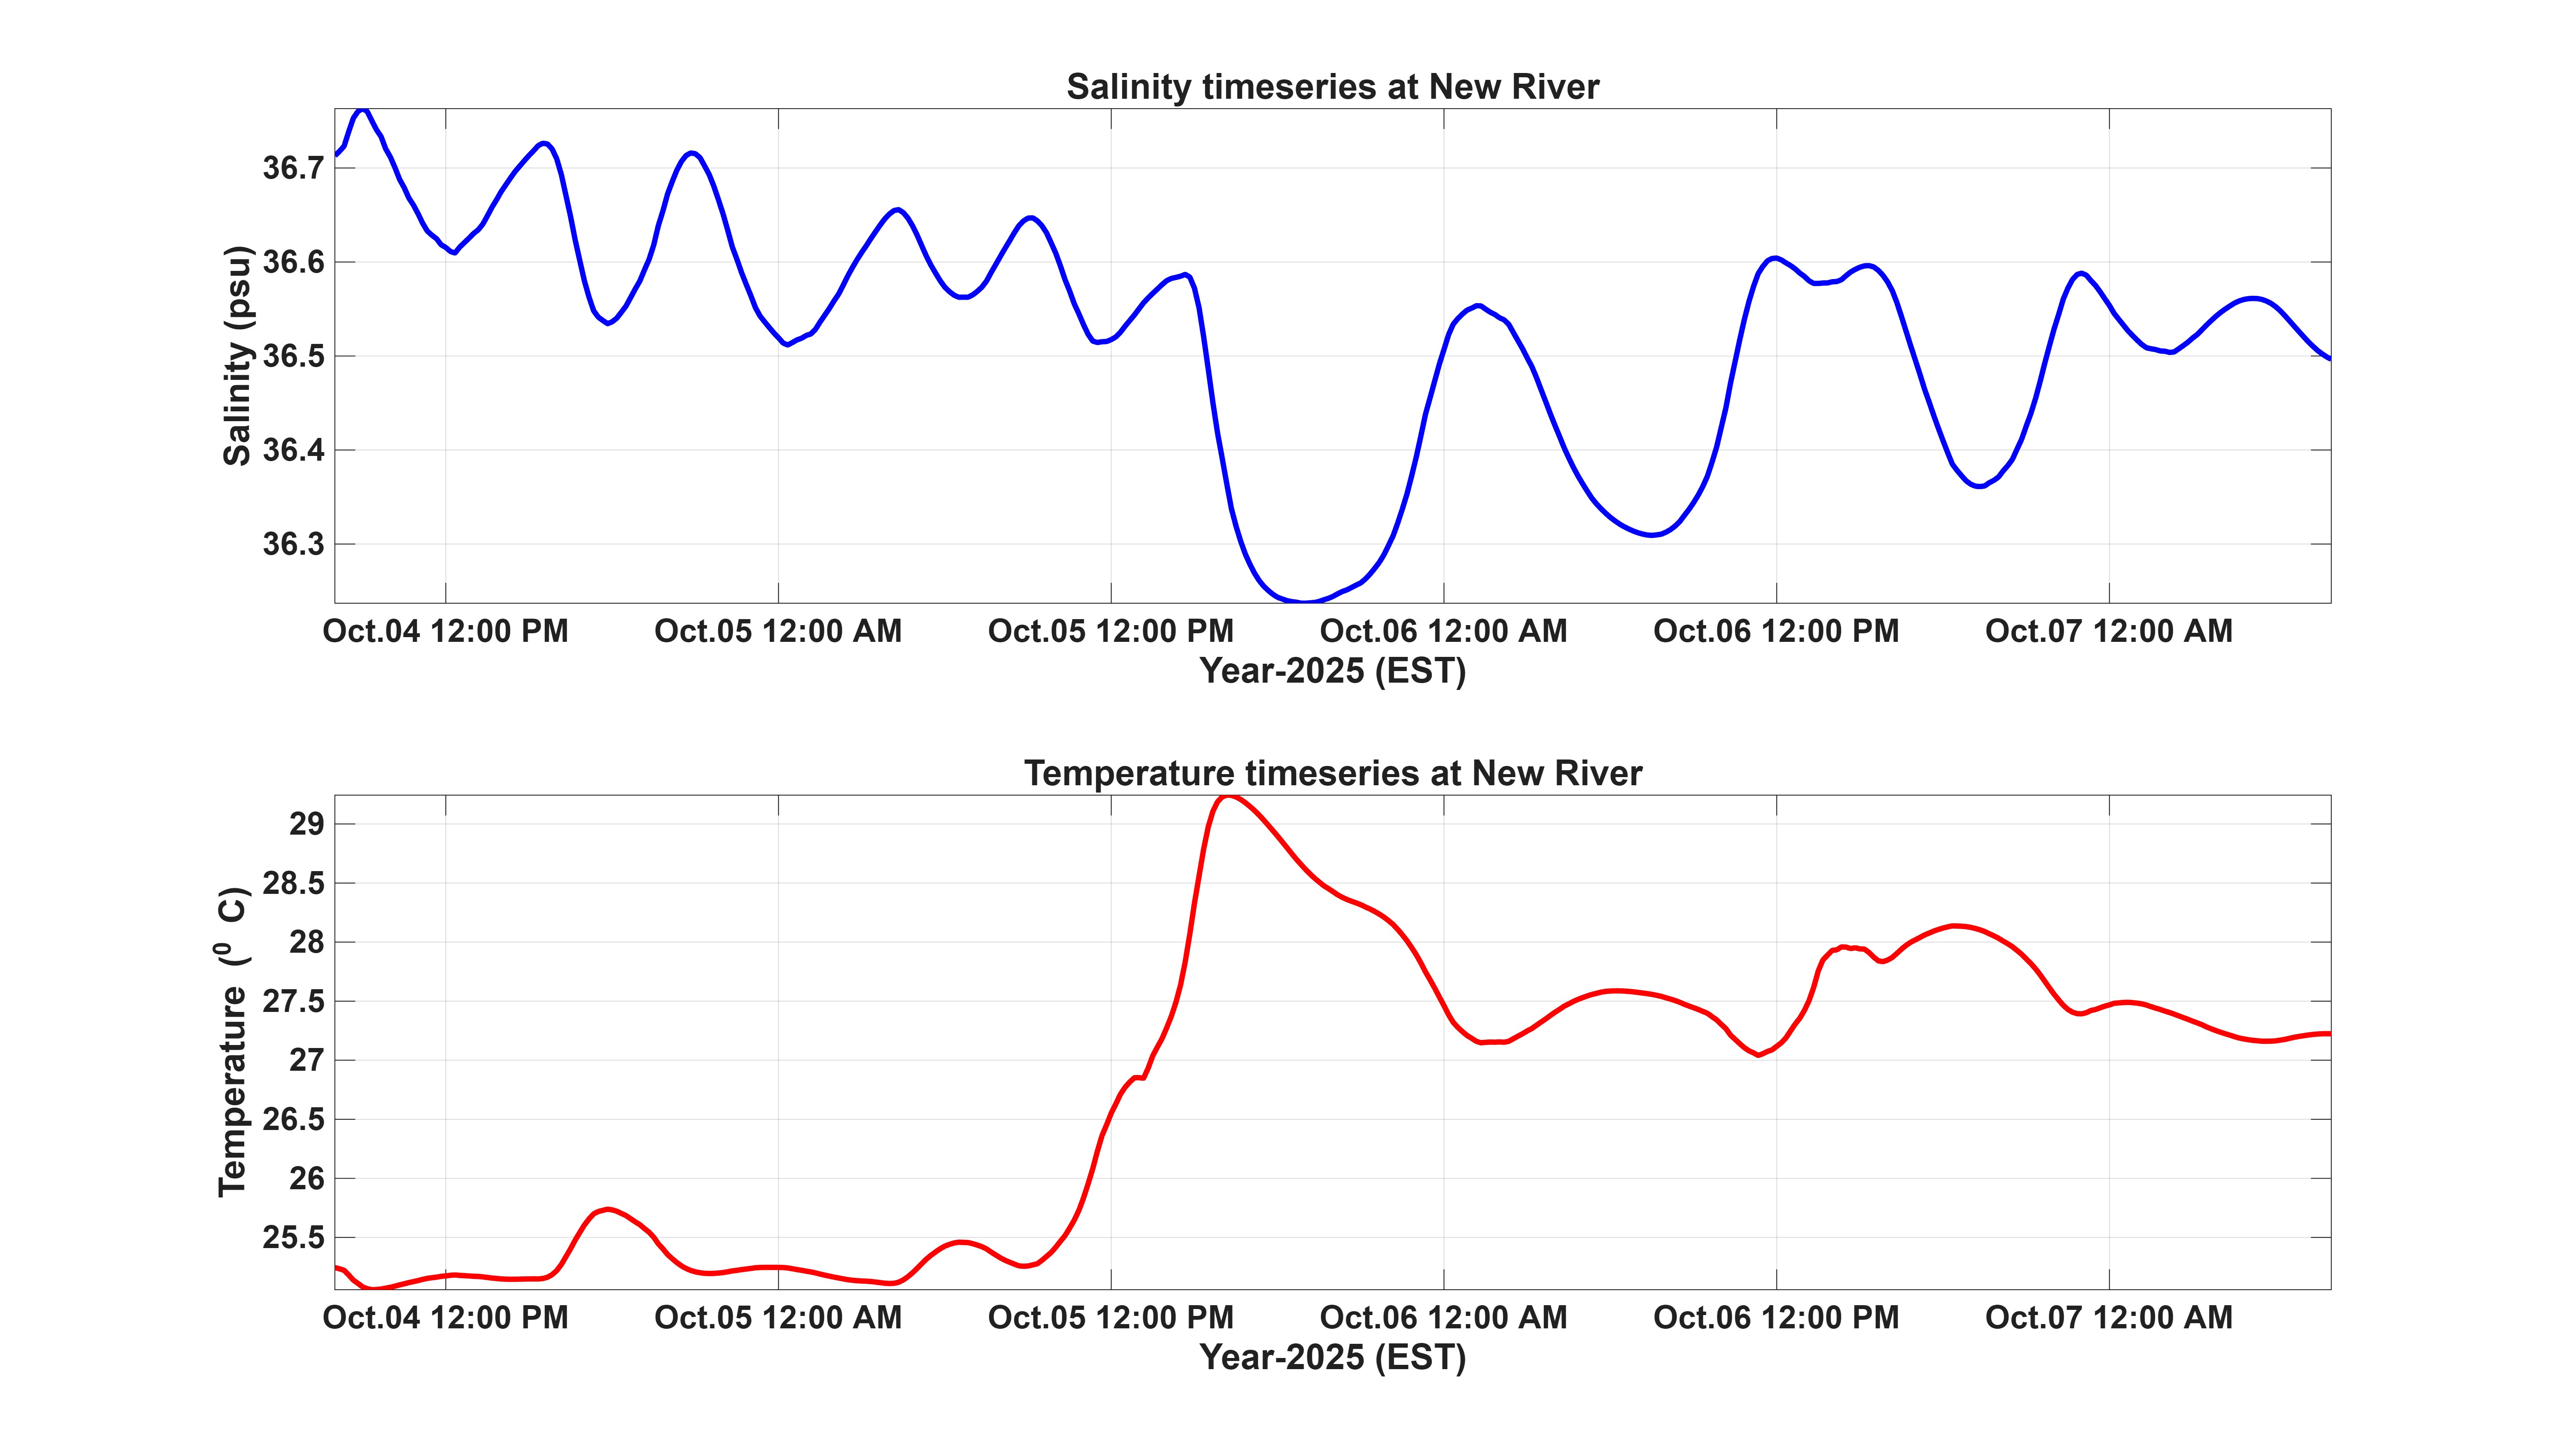 Salinity timeseries at New River
Salinity (psu)
36.7
36.6
36.5
36.4
36.3
Oct.04 12:00 PM Oct.05 12:00 AM Oct.05 12:00 PM Oct.06 12:00 AM Oct.06 12:00 PM Oct.07 12:00 AM
Year-2025 (EST)
Temperature timeseries at New River
Temperature (⁰ C)
29
28.5
28
27.5
27
26.5
26
25.5
Oct.04 12:00 PM Oct.05 12:00 AM Oct.05 12:00 PM Oct.06 12:00 AM Oct.06 12:00 PM Oct.07 12:00 AM
Year-2025 (EST)